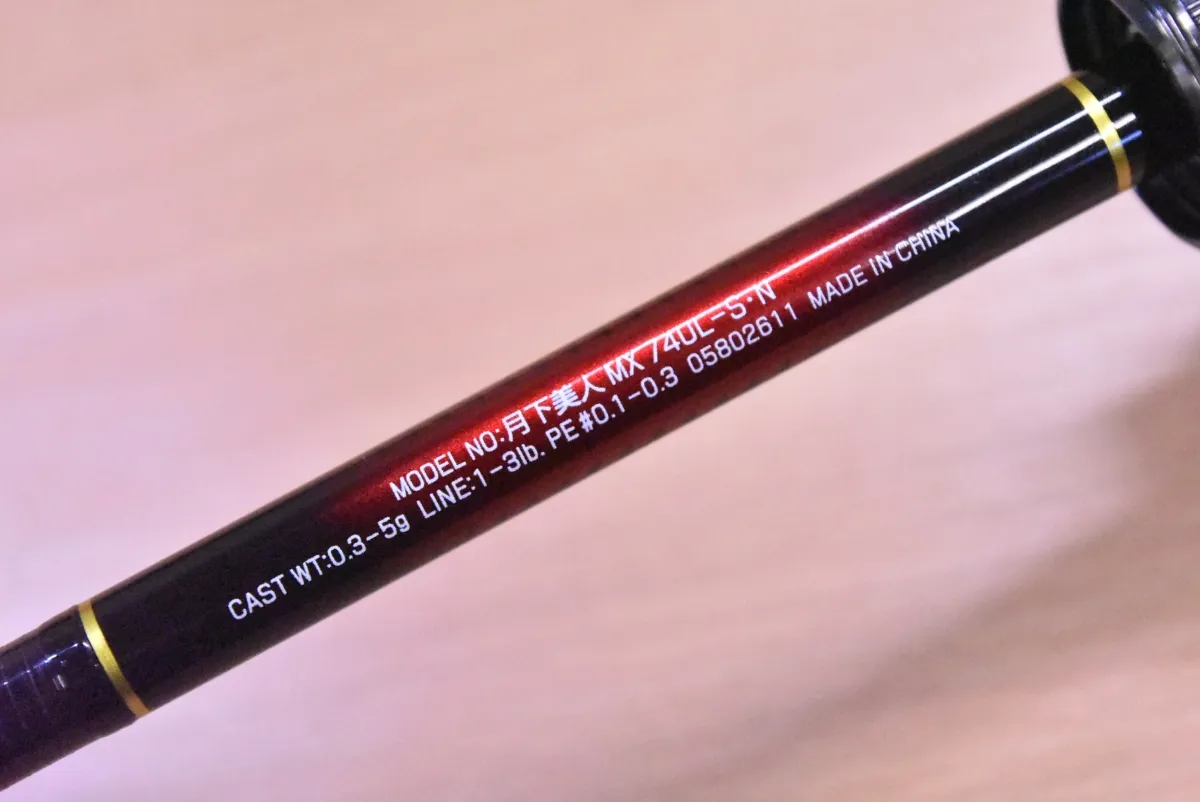 MODEL NO:月下美人 MX 740L-S・N
CAST WT:0.3-5g LINE:1-3lb. PE #0.1-0.3 05802611 MADE IN CHINA